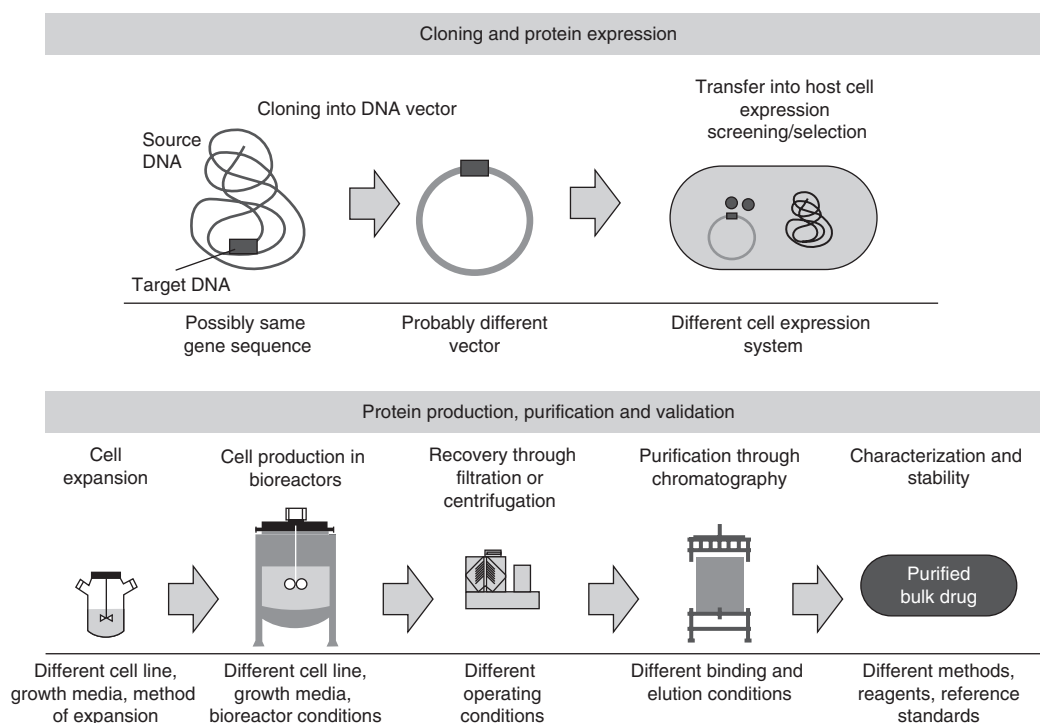 Cloning and protein expression
Cloning into DNA vector
Transfer into host cell
expression
screening/selection
Source
DNA
Target DNA
Possibly same
gene sequence
Probably different
vector
Different cell expression
system
Protein production, purification and validation
Cell
expansion
Cell production in
bioreactors
Recovery through
filtration or
centrifugation
Purification through
chromatography
Characterization and
stability
Purified
bulk drug
Different cell line,
growth media, method
of expansion
Different cell line,
growth media,
bioreactor conditions
Different
operating
conditions
Different binding and
elution conditions
Different methods,
reagents, reference
standards